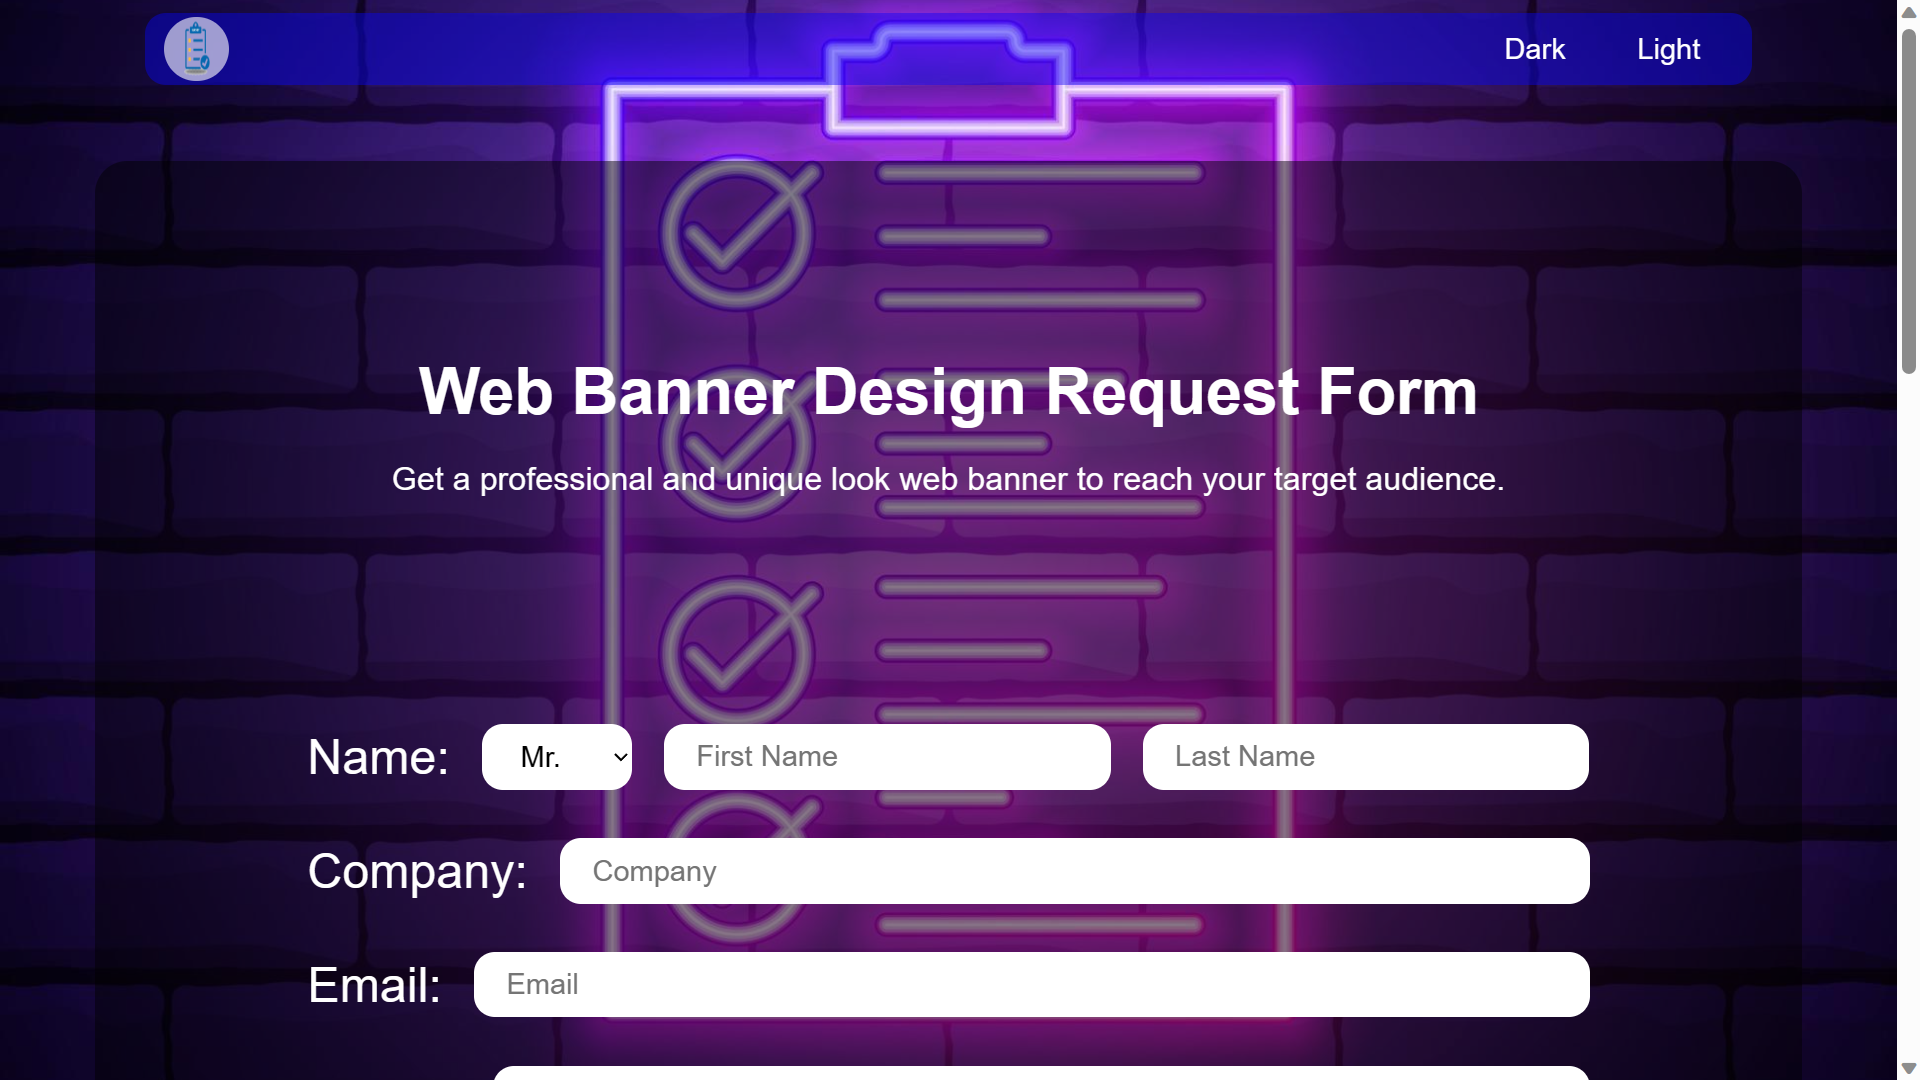 Dark Light
Web Banner Design Request Form
Get a professional and unique look web banner to reach your target audience.
Name: Mr. First Name Last Name
Company: Company
Email: Email